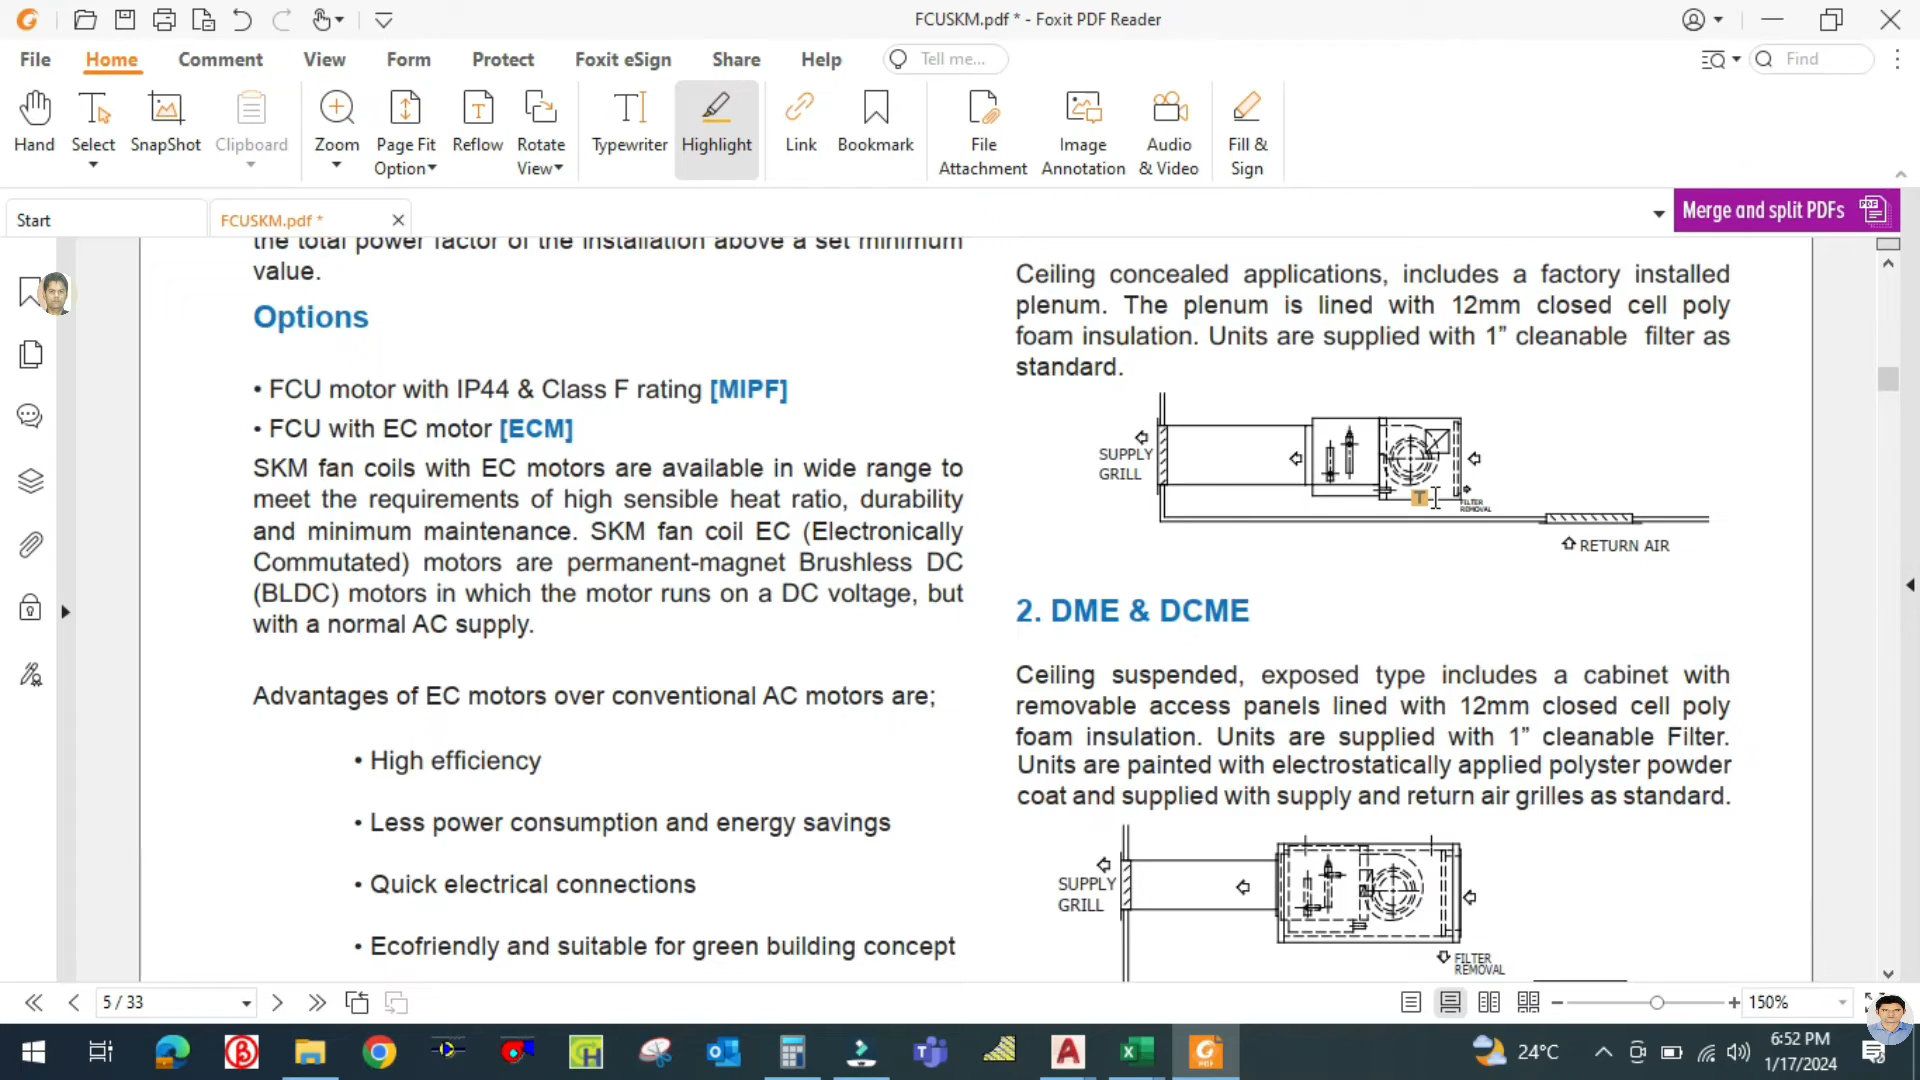 FCUSKM.pdf * - Foxit PDF Reader
File Home Comment View Form Protect Foxit eSign Share Help Tell me... Find
Hand Select SnapShot Clipboard Zoom Page Fit Option Reflow Rotate View Typewriter Highlight Link Bookmark File Attachment Image Annotation Audio & Video Fill & Sign
Start FCUSKM.pdf * Merge and split PDFs
the total power factor of the installation above a set minimum
value.
Options
• FCU motor with IP44 & Class F rating [MIPF]
• FCU with EC motor [ECM]
SKM fan coils with EC motors are available in wide range to
meet the requirements of high sensible heat ratio, durability
and minimum maintenance. SKM fan coil EC (Electronically
Commutated) motors are permanent-magnet Brushless DC
(BLDC) motors in which the motor runs on a DC voltage, but
with a normal AC supply.
Advantages of EC motors over conventional AC motors are;
• High efficiency
• Less power consumption and energy savings
• Quick electrical connections
• Ecofriendly and suitable for green building concept
Ceiling concealed applications, includes a factory installed
plenum. The plenum is lined with 12mm closed cell poly
foam insulation. Units are supplied with 1” cleanable filter as
standard.
SUPPLY
GRILL
FILTER
REMOVAL
RETURN AIR
2. DME & DCME
Ceiling suspended, exposed type includes a cabinet with
removable access panels lined with 12mm closed cell poly
foam insulation. Units are supplied with 1” cleanable Filter.
Units are painted with electrostatically applied polyster powder
coat and supplied with supply and return air grilles as standard.
SUPPLY
GRILL
FILTER
REMOVAL
5 / 33 150%
24°C 6:52 PM
1/17/2024